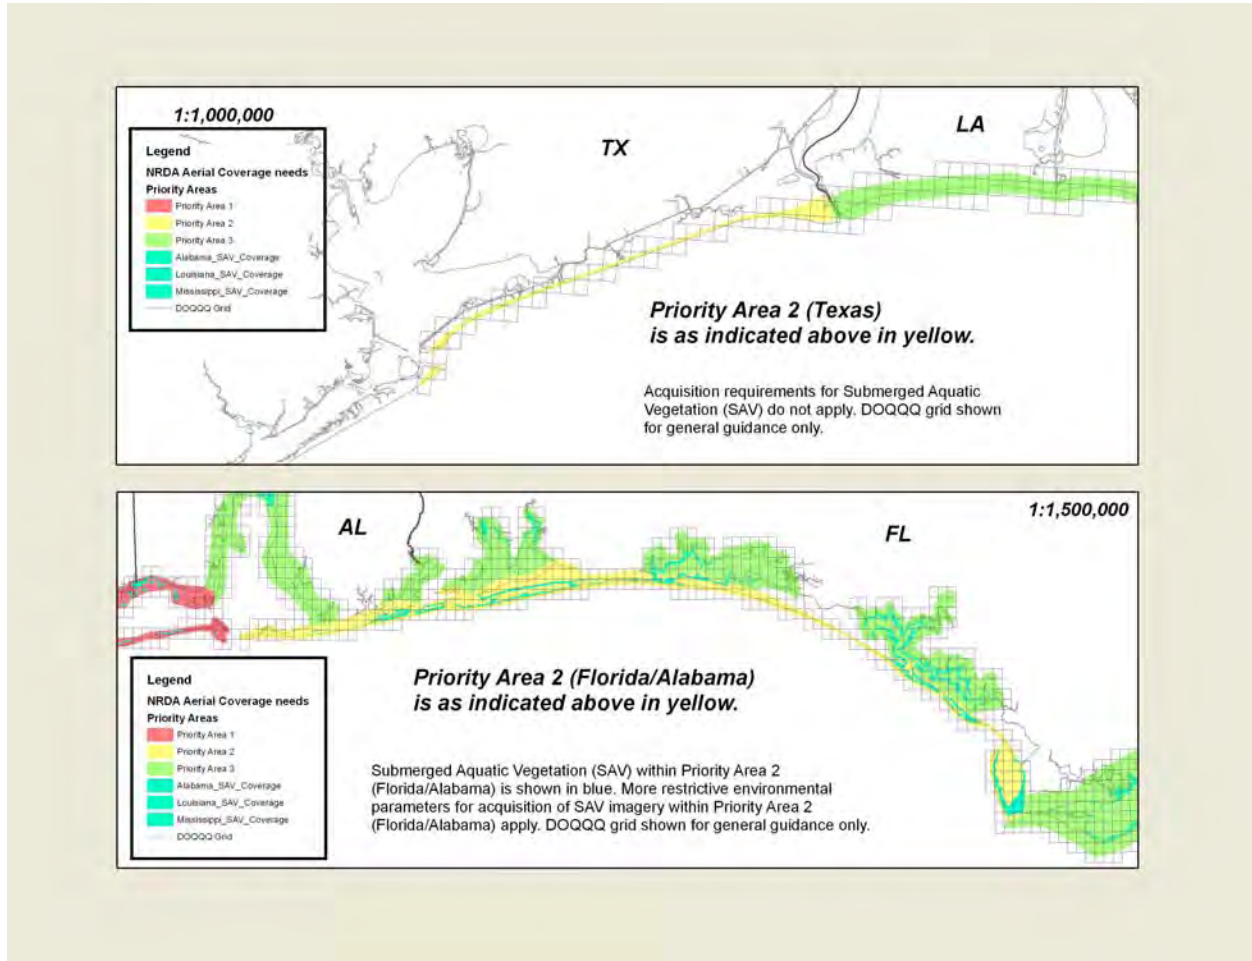 1:1,000,000
TX
LA
Legend
NRDA Aerial Coverage needs
Priority Areas
Priority Area 1
Priority Area 2
Priority Area 3
Alabama_SAV_Coverage
Louisiana_SAV_Coverage
Mississippi_SAV_Coverage
DOQQQ Grid
Priority Area 2 (Texas)
is as indicated above in yellow.
Acquisition requirements for Submerged Aquatic
Vegetation (SAV) do not apply. DOQQQ grid shown
for general guidance only.
AL
FL
1:1,500,000
Legend
NRDA Aerial Coverage needs
Priority Areas
Priority Area 1
Priority Area 2
Priority Area 3
Alabama_SAV_Coverage
Louisiana_SAV_Coverage
Mississippi_SAV_Coverage
DOQQQ Grid
Priority Area 2 (Florida/Alabama)
is as indicated above in yellow.
Submerged Aquatic Vegetation (SAV) within Priority Area 2
(Florida/Alabama) is shown in blue. More restrictive environmental
parameters for acquisition of SAV imagery within Priority Area 2
(Florida/Alabama) apply. DOQQQ grid shown for general guidance only.